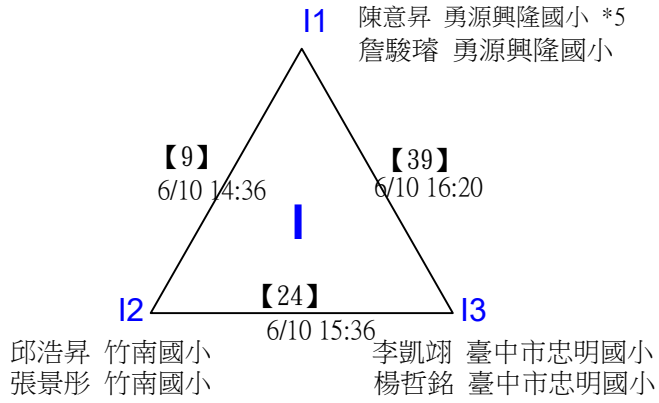 I1
陳意昇 勇源興隆國小 *5
詹駿璿 勇源興隆國小
【9】
6/10 14:36
【39】
6/10 16:20
I
【24】
6/10 15:36
I2
邱浩昇 竹南國小
張景彤 竹南國小
I3
李凱翊 臺中市忠明國小
楊哲銘 臺中市忠明國小